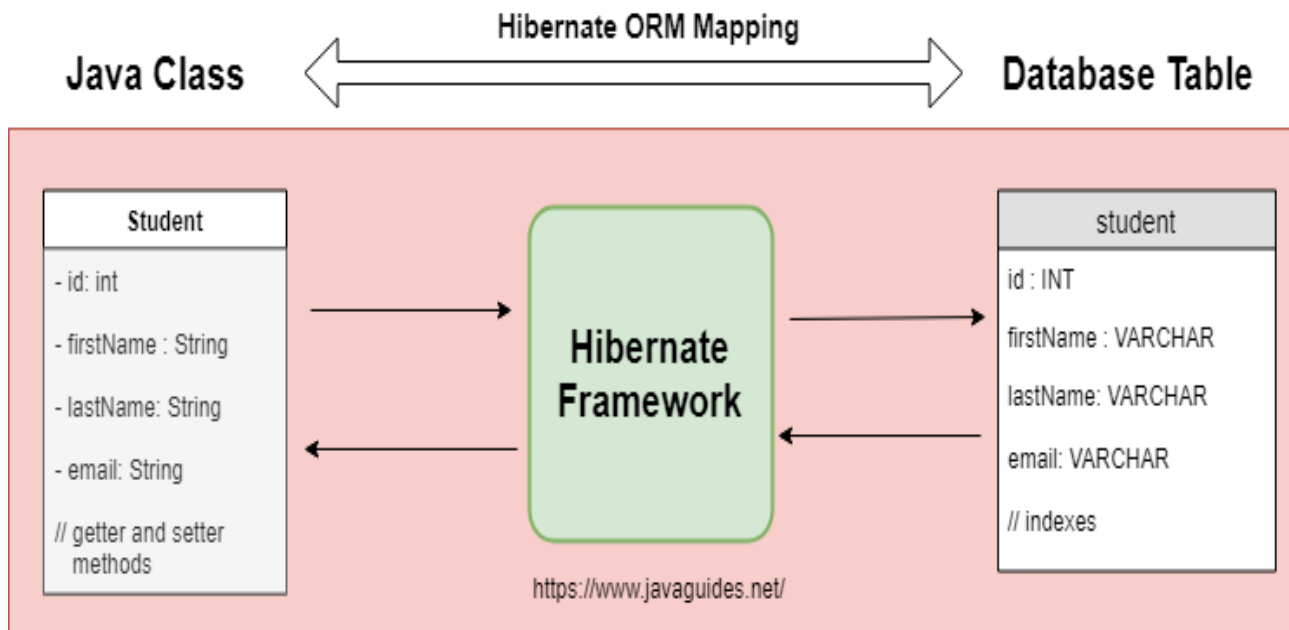 Hibernate ORM Mapping
Java Class
Database Table
Student
- id: int
- firstName : String
- lastName: String
- email: String
// getter and setter
methods
Hibernate
Framework
https://www.javaguides.net/
student
id : INT
firstName : VARCHAR
lastName: VARCHAR
email: VARCHAR
// indexes